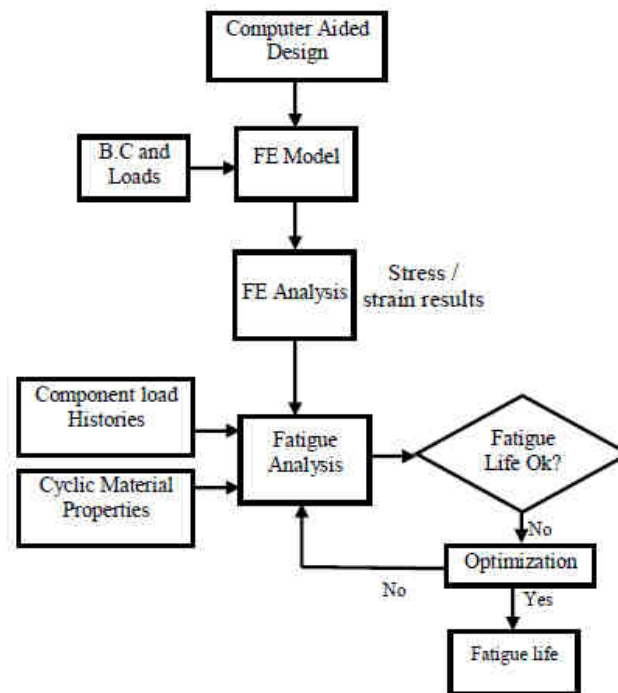 Computer Aided
Design
B.C and
Loads
FE Model
FE Analysis
Stress /
strain results
Component load
Histories
Cyclic Material
Properties
Fatigue
Analysis
Fatigue
Life Ok?
No
Optimization
No
Yes
Fatigue life